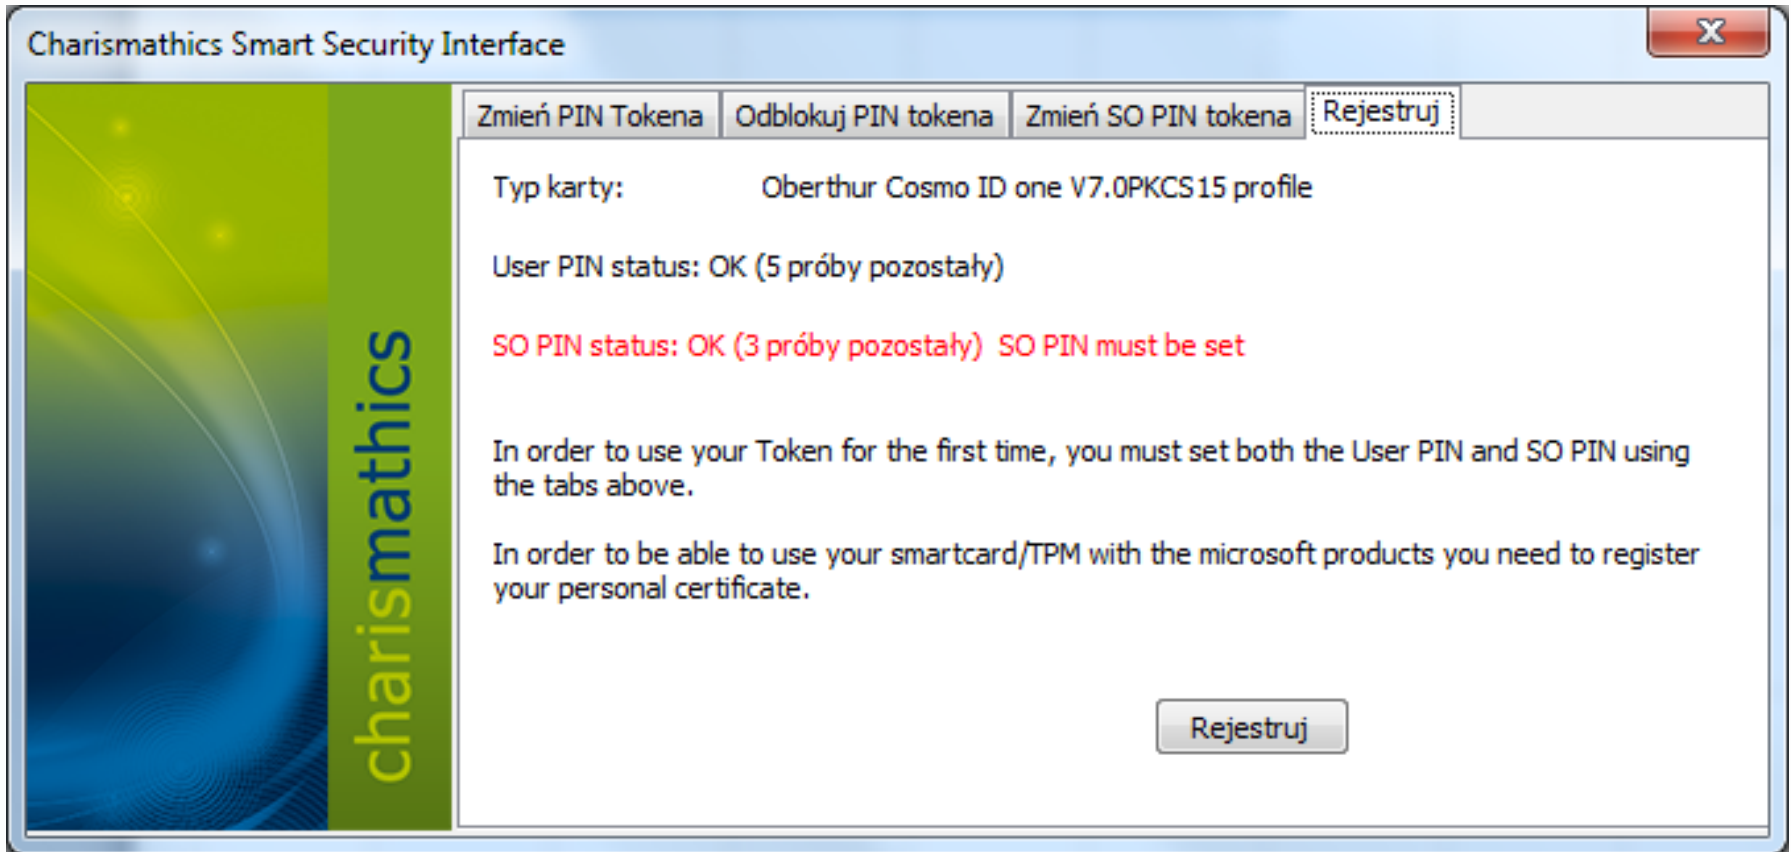 Charismathics Smart Security Interface
Zmień PIN Tokena Odblokuj PIN tokena Zmień SO PIN tokena Rejestruj
Typ karty: Oberthur Cosmo ID one V7.0PKCS15 profile
User PIN status: OK (5 próby pozostały)
SO PIN status: OK (3 próby pozostały) SO PIN must be set
In order to use your Token for the first time, you must set both the User PIN and SO PIN using
the tabs above.
In order to be able to use your smartcard/TPM with the microsoft products you need to register
your personal certificate.
Rejestruj
charismathics